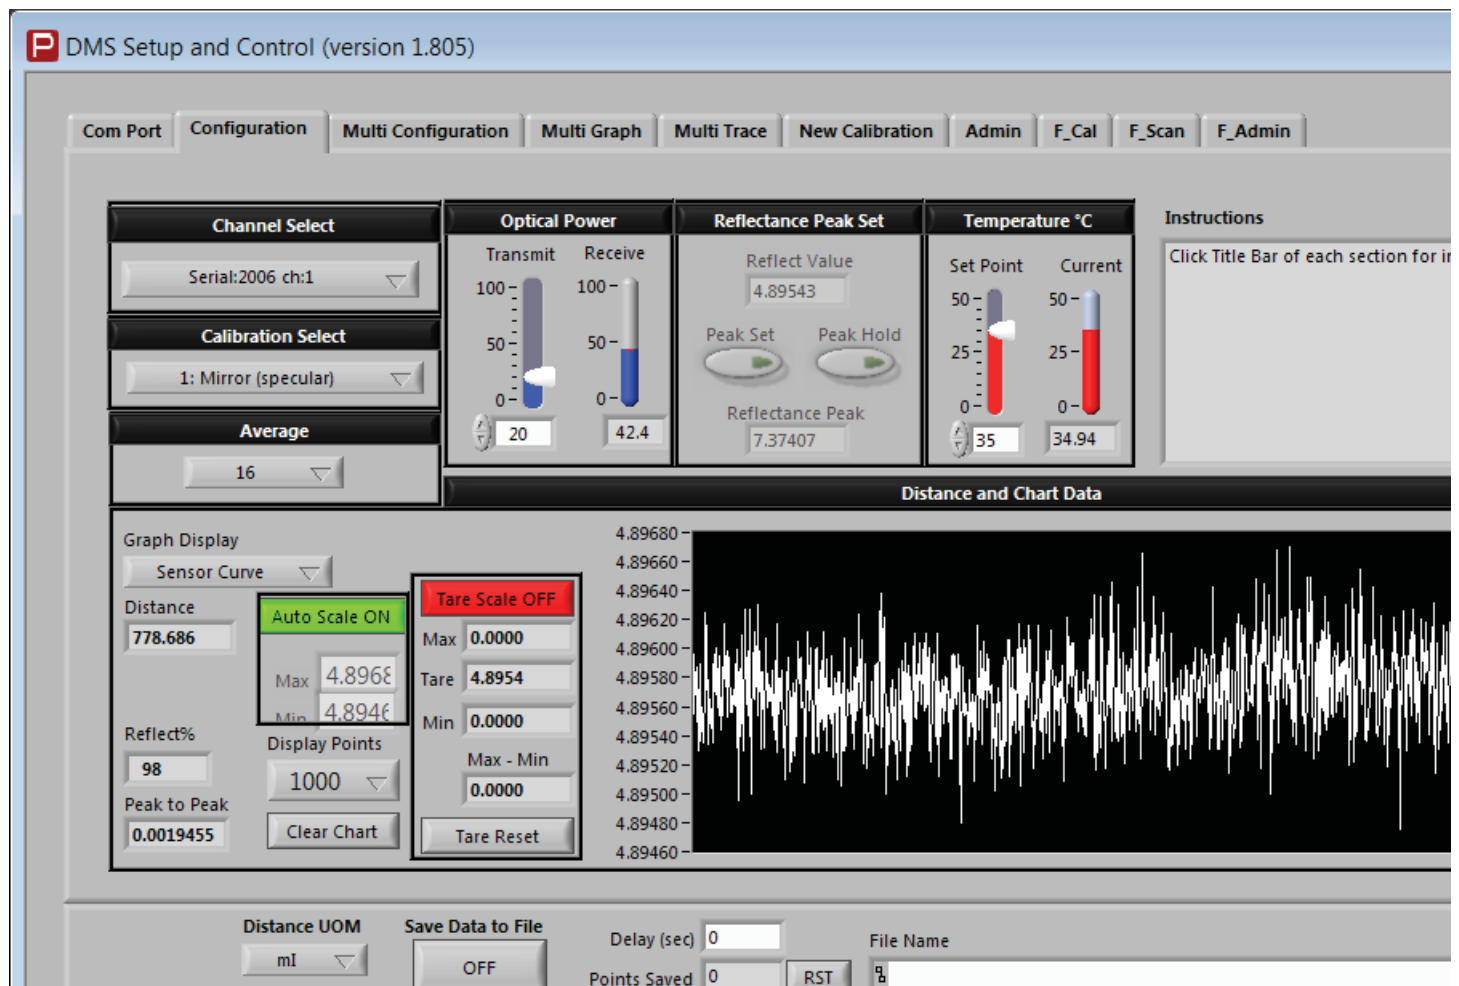 P DMS Setup and Control (version 1.805)
Com Port Configuration Multi Configuration Multi Graph Multi Trace New Calibration Admin F_Cal F_Scan F_Admin
Channel Select
Serial:2006 ch:1
Calibration Select
1: Mirror (specular)
Average
16
Optical Power
Transmit Receive
100 100
50 50
0 0
20 42.4
Reflectance Peak Set
Reflect Value
4.89543
Peak Set Peak Hold
Reflectance Peak
7.37407
Temperature °C
Set Point Current
50 50
25 25
0 0
35 34.94
Instructions
Click Title Bar of each section for
Distance and Chart Data
Graph Display
Sensor Curve
Distance
778.686
Reflect%
98
Peak to Peak
0.0019455
Auto Scale ON
Max 4.8968
Min 4.8946
Display Points
1000
Clear Chart
Tare Scale OFF
Max 0.0000
Tare 4.8954
Min 0.0000
Max - Min
0.0000
Tare Reset
4.89680
4.89660
4.89640
4.89620
4.89600
4.89580
4.89560
4.89540
4.89520
4.89500
4.89480
4.89460
Distance UOM
mI
Save Data to File
OFF
Delay (sec) 0
Points Saved 0 RST
File Name